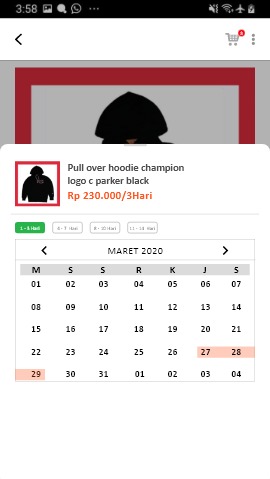 3:58
Pull over hoodie champion
logo c parker black
Rp 230.000/3Hari
1 - 3 Hari 4 - 7 Hari 8 - 10 Hari 11 - 14 Hari
MARET 2020
M S S R K J S
01 02 03 04 05 06 07
08 09 10 11 12 13 14
15 16 17 18 19 20 21
22 23 24 25 26 27 28
29 30 31 01 02 03 04